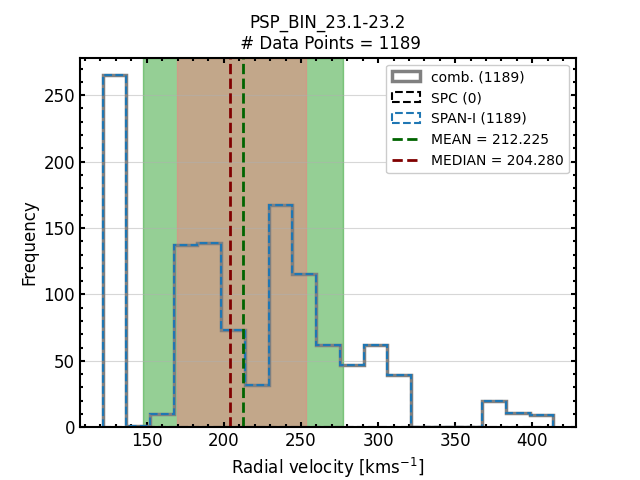 PSP_BIN_23.1-23.2
# Data Points = 1189
comb. (1189)
SPC (0)
SPAN-I (1189)
MEAN = 212.225
MEDIAN = 204.280
Frequency
250
200
150
100
50
0
150 200 250 300 350 400
Radial velocity [kms⁻¹]